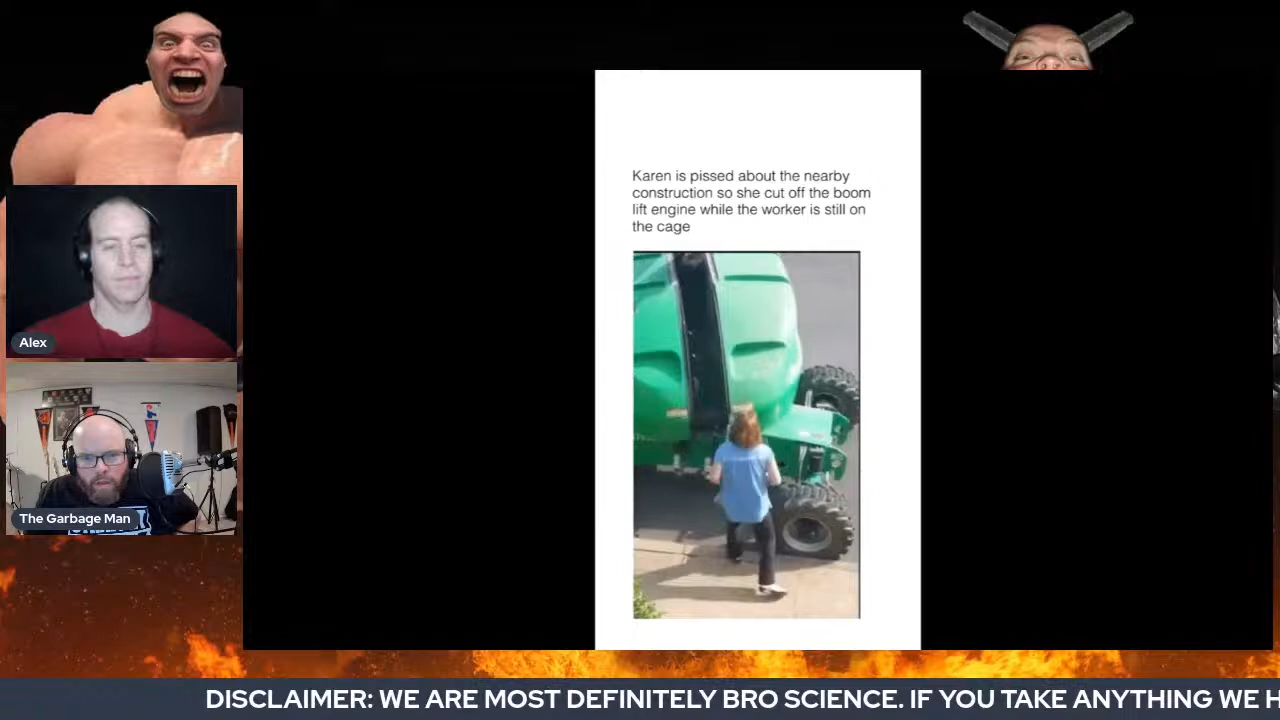 Karen is pissed about the nearby
construction so she cut off the boom
lift engine while the worker is still on
the cage
Alex
The Garbage Man
DISCLAIMER: WE ARE MOST DEFINITELY BRO SCIENCE. IF YOU TAKE ANYTHING WE H